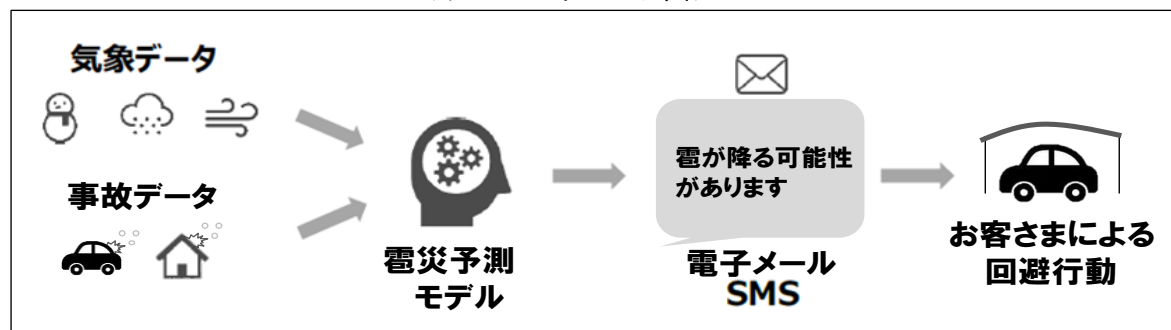 気象データ
事故データ
雹災予測
モデル
雹が降る可能性
があります
電子メール
SMS
お客さまによる
回避行動